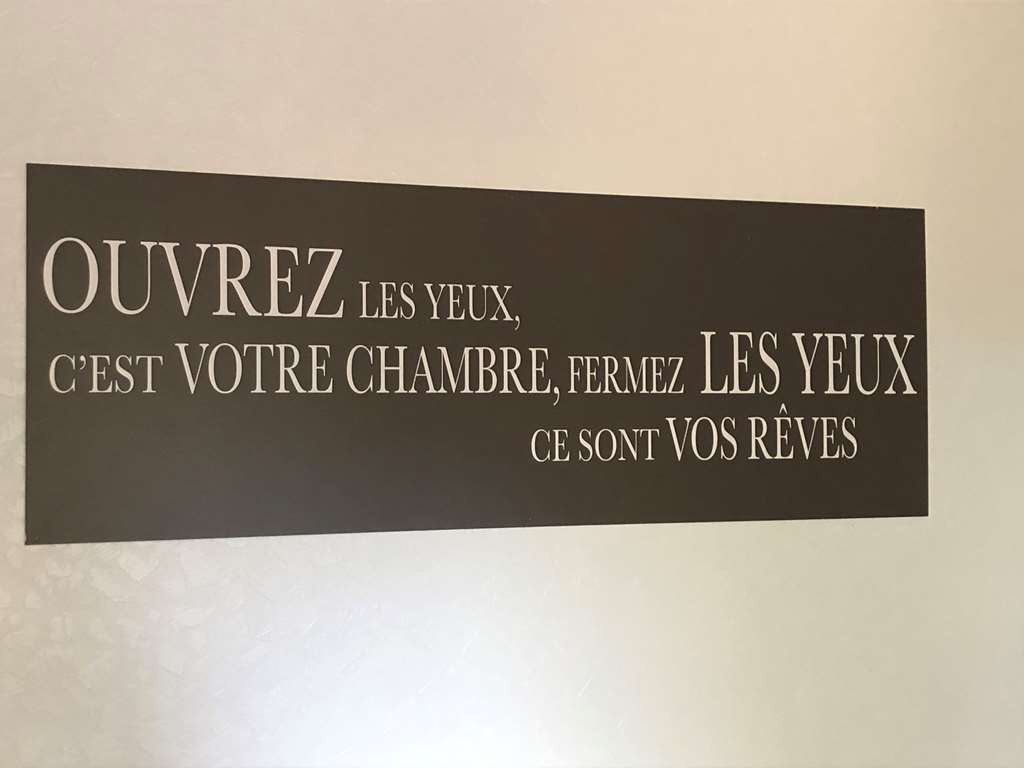 OUVREZ LES YEUX,
C'EST VOTRE CHAMBRE, FERMEZ LES YEUX
CE SONT VOS RÊVES